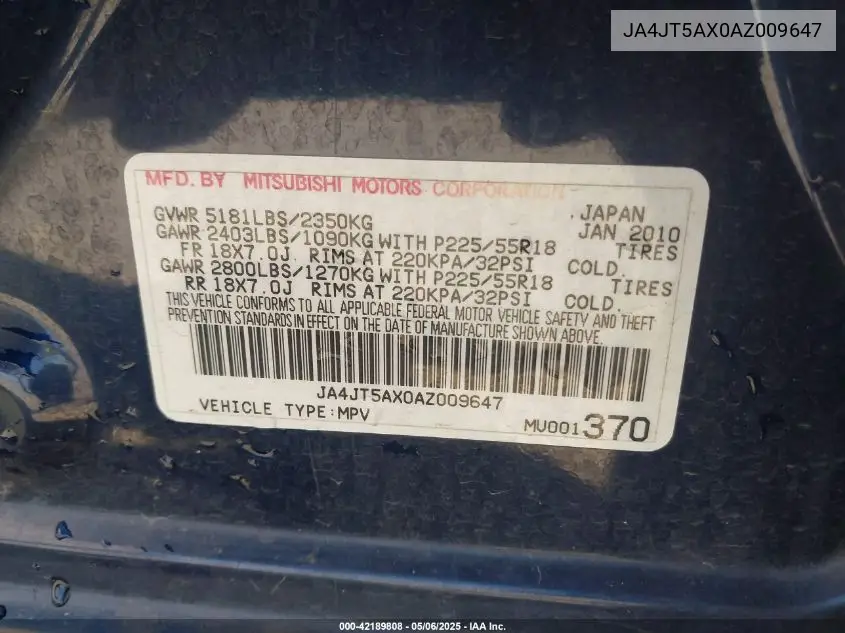 JA4JT5AX0AZ009647
MFD. BY MITSUBISHI MOTORS CORPORATION
GVWR 5181LBS/2350KG JAPAN
GAWR 2403LBS/1090KG WITH P225/55R18 JAN 2010
FR 18X7.0J. RIMS AT 220KPA/32PSI COLD. TIRES
GAWR 2800LBS/1270KG WITH P225/55R18 TIRES
RR 18X7.0J RIMS AT 220KPA/32PSI COLD.
THIS VEHICLE CONFORMS TO ALL APPLICABLE FEDERAL MOTOR VEHICLE SAFETY AND THEFT
PREVENTION STANDARDS IN EFFECT ON THE DATE OF MANUFACTURE SHOWN ABOVE.
JA4JT5AX0AZ009647
VEHICLE TYPE:MPV MU001370
000-42189808 - 05/06/2025 - IAA Inc.